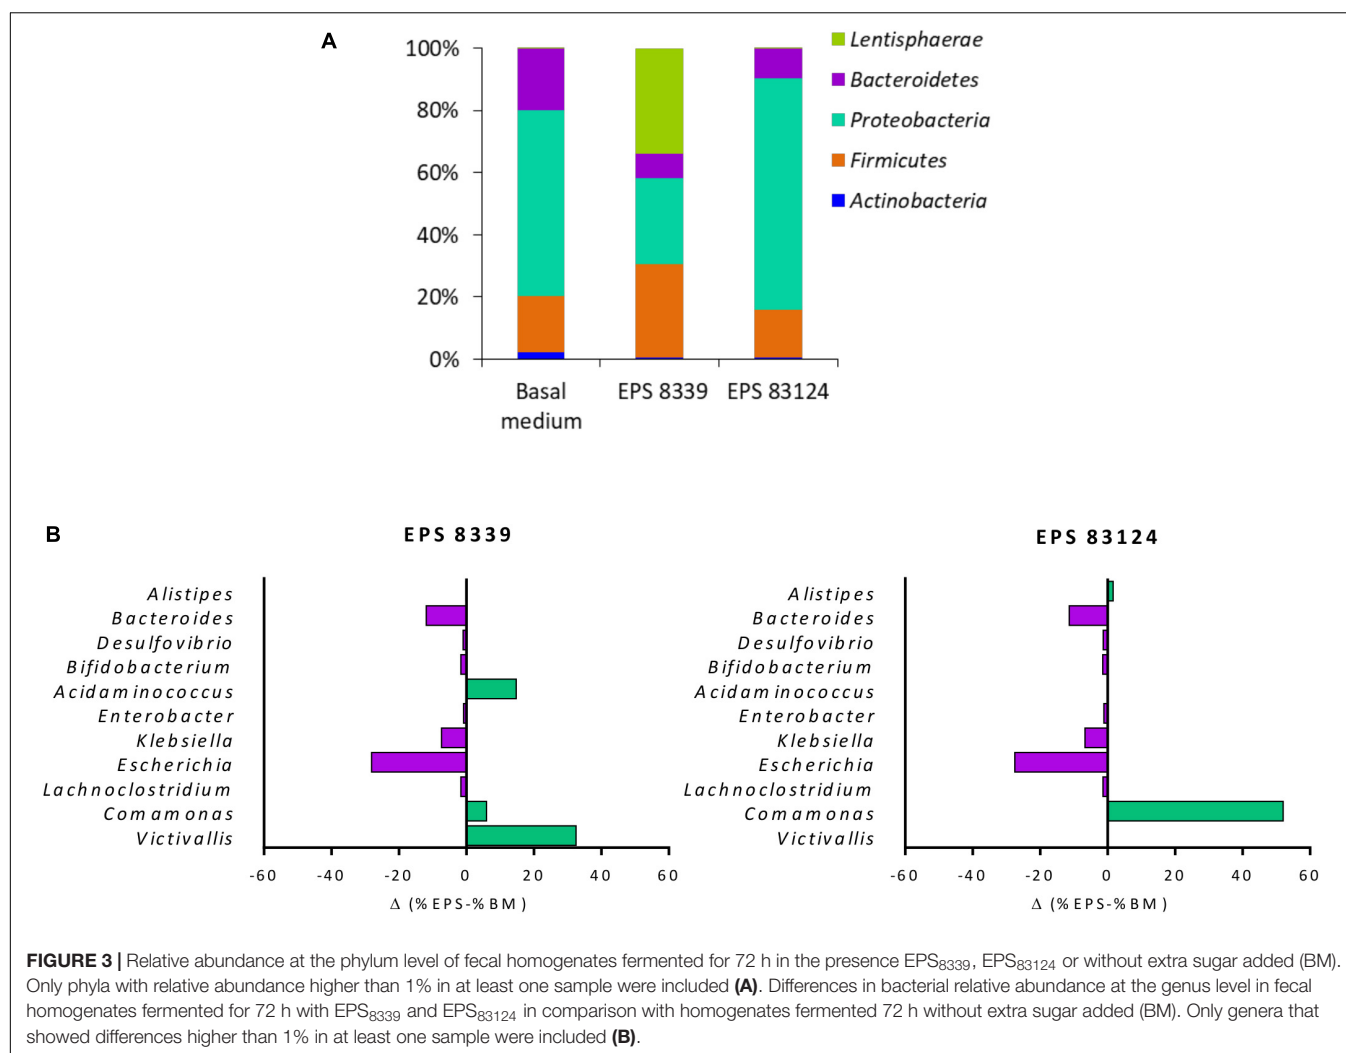 A
100%
80%
60%
40%
20%
0%
Basal medium
EPS 8339
EPS 83124
Lentisphaerae
Bacteroidetes
Proteobacteria
Firmicutes
Actinobacteria
B
EPS 8339
Alistipes
Bacteroides
Desulfovibrio
Bifidobacterium
Acidaminococcus
Enterobacter
Klebsiella
Escherichia
Lachnoclostridium
Comamonas
Victivallis
-60 -40 -20 0 20 40 60
Δ (%EPS-%BM)
EPS 83124
Alistipes
Bacteroides
Desulfovibrio
Bifidobacterium
Acidaminococcus
Enterobacter
Klebsiella
Escherichia
Lachnoclostridium
Comamonas
Victivallis
-60 -40 -20 0 20 40 60
Δ (%EPS-%BM)
FIGURE 3 | Relative abundance at the phylum level of fecal homogenates fermented for 72 h in the presence EPS8339, EPS83124 or without extra sugar added (BM).
Only phyla with relative abundance higher than 1% in at least one sample were included (A). Differences in bacterial relative abundance at the genus level in fecal
homogenates fermented for 72 h with EPS8339 and EPS83124 in comparison with homogenates fermented 72 h without extra sugar added (BM). Only genera that
showed differences higher than 1% in at least one sample were included (B).